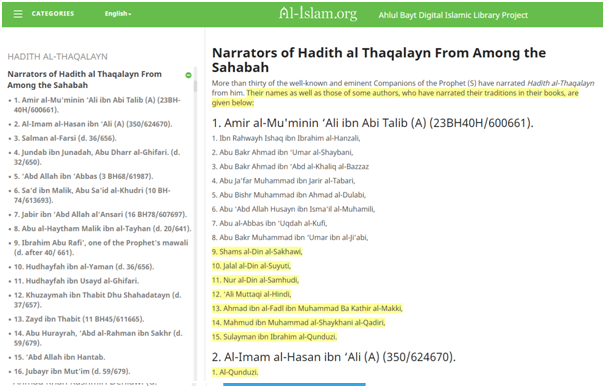 CATEGORIES
English
Al-Islam.org
Ahlul Bayt Digital Islamic Library Project
HADITH AL-THAQALAYN
Narrators of Hadith al Thaqalayn From Among the Sahabah
• 1. Amir al-Mu'minin 'Ali ibn Abi Talib (A) (23BH-
40H/600661).
• 2. Al-Imam al-Hasan ibn 'Ali (A) (350/624670).
• 3. Salman al-Farsi (d. 36/656).
• 4. Jundab ibn Junadah, Abu Dharr al-Ghifari. (d.
32/650).
• 5. 'Abd Allah ibn 'Abbas (3 BH68/61987).
• 6. Sa'd ibn Malik, Abu Sa'id al-Khudri (10 BH-
74/613693).
• 7. Jabir ibn 'Abd Allah al'Ansari (16 BH78/607697).
• 8. Abu al-Haytham Malik ibn al-Tayhan (d. 20/641).
• 9. Ibrahim Abu Rafi', one of the Prophet's mawali
(d. after 40/ 661).
• 10. Hudhayfah ibn al-Yaman (d. 36/656).
• 11. Hudhayfah ibn Usayd al-Ghifari.
• 12. Khuzaymah ibn Thabit Dhu Shahadatayn (d.
37/657).
• 13. Zayd ibn Thabit (11 BH45/611665).
• 14. Abu Hurayrah, 'Abd al-Rahman ibn Sakhr (d.
59/679).
• 15. 'Abd Allah ibn Hantab.
• 16. Jubayr ibn Mut'im (d. 59/679).
Narrators of Hadith al Thaqalayn From Among the
Sahabah
More than thirty of the well-known and eminent Companions of the Prophet (S) have narrated Hadith al-Thaqalayn
from him. Their names as well as those of some authors, who have narrated their traditions in their books, are
given below:
1. Amir al-Mu'minin 'Ali ibn Abi Talib (A) (23BH40H/600661).
1. Ibn Rahwayh Ishaq ibn Ibrahim al-Hanzali,
2. Abu Bakr Ahmad ibn 'Umar al-Shaybani,
3. Abu Bakr Ahmad ibn 'Abd al-Khaliq al-Bazzaz
4. Abu Ja'far Muhammad ibn Jarir al-Tabari,
5. Abu Bishr Muhammad ibn Ahmad al-Dulabi,
6. Abu 'Abd Allah Husayn ibn Isma'il al-Muhamili,
7. Abu al-Abbas ibn 'Uqdah al-Kufi,
8. Abu Bakr Muhammad ibn 'Umar ibn al-Ji'abi,
9. Shams al-Din al-Sakhawi,
10. Jalal al-Din al-Suyuti,
11. Nur al-Din al-Samhudi,
12. 'Ali Muttaqi al-Hindi,
13. Ahmad ibn al-Fadl ibn Muhammad Ba Kathir al-Makki,
14. Mahmud ibn Muhammad al-Shaykhani al-Qadiri,
15. Sulayman ibn Ibrahim al-Qunduzi.
2. Al-Imam al-Hasan ibn 'Ali (A) (350/624670).
1. Al-Qunduzi.